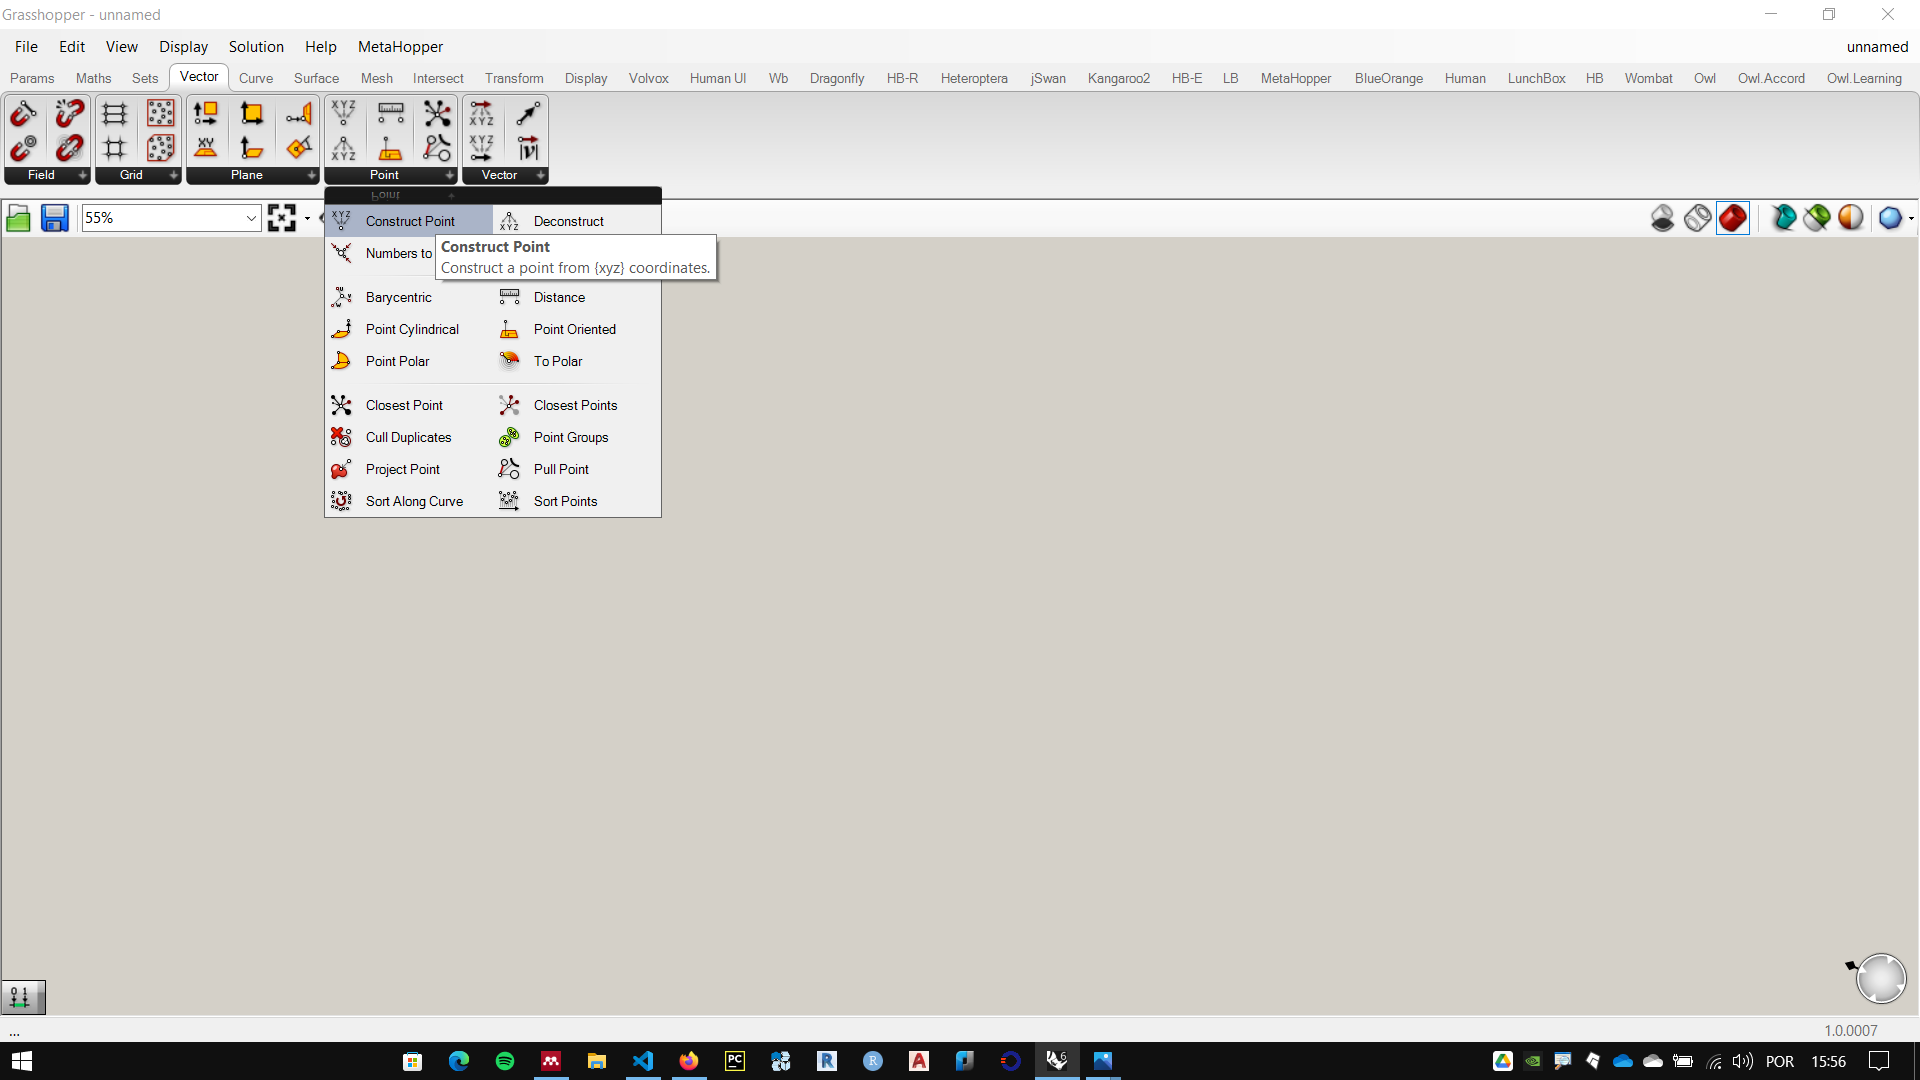 Grasshopper - unnamed
File Edit View Display Solution Help MetaHopper unnamed
Params Maths Sets Vector Curve Surface Mesh Intersect Transform Display Volvox Human UI Wb Dragonfly HB-R Heteroptera jSwan Kangaroo2 HB-E LB MetaHopper BlueOrange Human LunchBox HB Wombat Owl Owl.Accord Owl.Learning
Field Grid Plane Point Vector
Point
55%
Construct Point Deconstruct
Numbers to
Construct Point
Construct a point from {xyz} coordinates.
Barycentric Distance
Point Cylindrical Point Oriented
Point Polar To Polar
Closest Point Closest Points
Cull Duplicates Point Groups
Project Point Pull Point
Sort Along Curve Sort Points
0 1
...
1.0.0007
PC R R A 6 POR 15:56